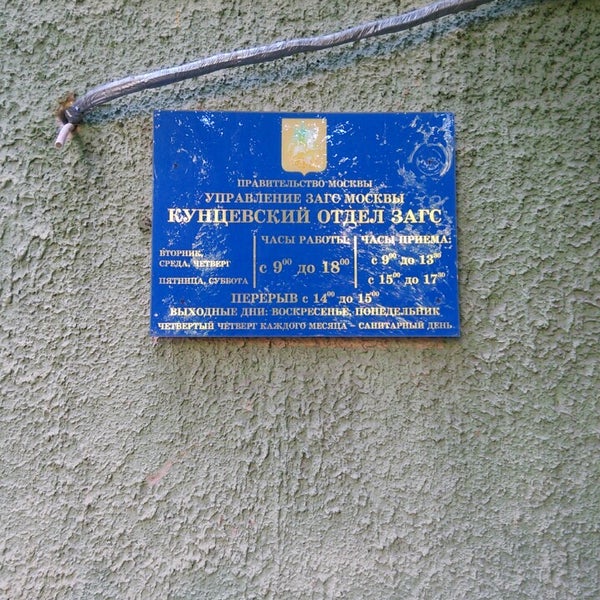 ПРАВИТЕЛЬСТВО МОСКВЫ
УПРАВЛЕНИЕ ЗАГС МОСКВЫ
КУНЦЕВСКИЙ ОТДЕЛ ЗАГС
ЧАСЫ РАБОТЫ: ЧАСЫ ПРИЕМА:
ВТОРНИК,
СРЕДА, ЧЕТВЕРГ
ПЯТНИЦА, СУББОТА
с 9⁰⁰ до 18⁰⁰
с 9⁰⁰ до 13⁰⁰
с 15⁰⁰ до 17³⁰
ПЕРЕРЫВ с 14⁰⁰ до 15⁰⁰
ВЫХОДНЫЕ ДНИ: ВОСКРЕСЕНЬЕ, ПОНЕДЕЛЬНИК
ЧЕТВЕРТЫЙ ЧЕТВЕРГ КАЖДОГО МЕСЯЦА – САНИТАРНЫЙ ДЕНЬ